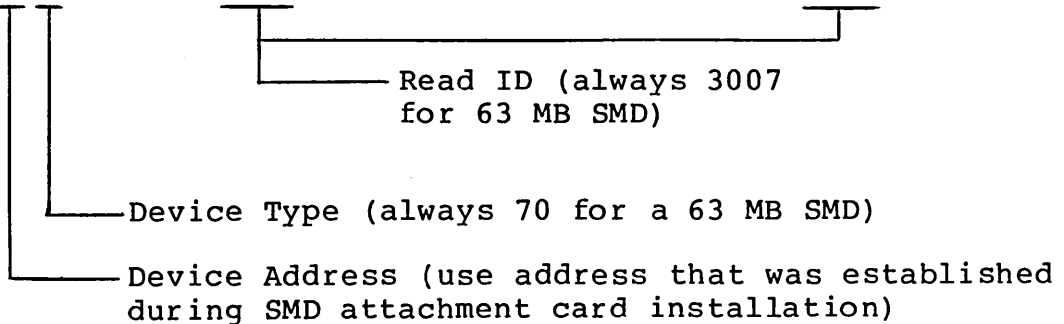 Read ID (always 3007
for 63 MB SMD)
Device Type (always 70 for a 63 MB SMD)
Device Address (use address that was established
during SMD attachment card installation)